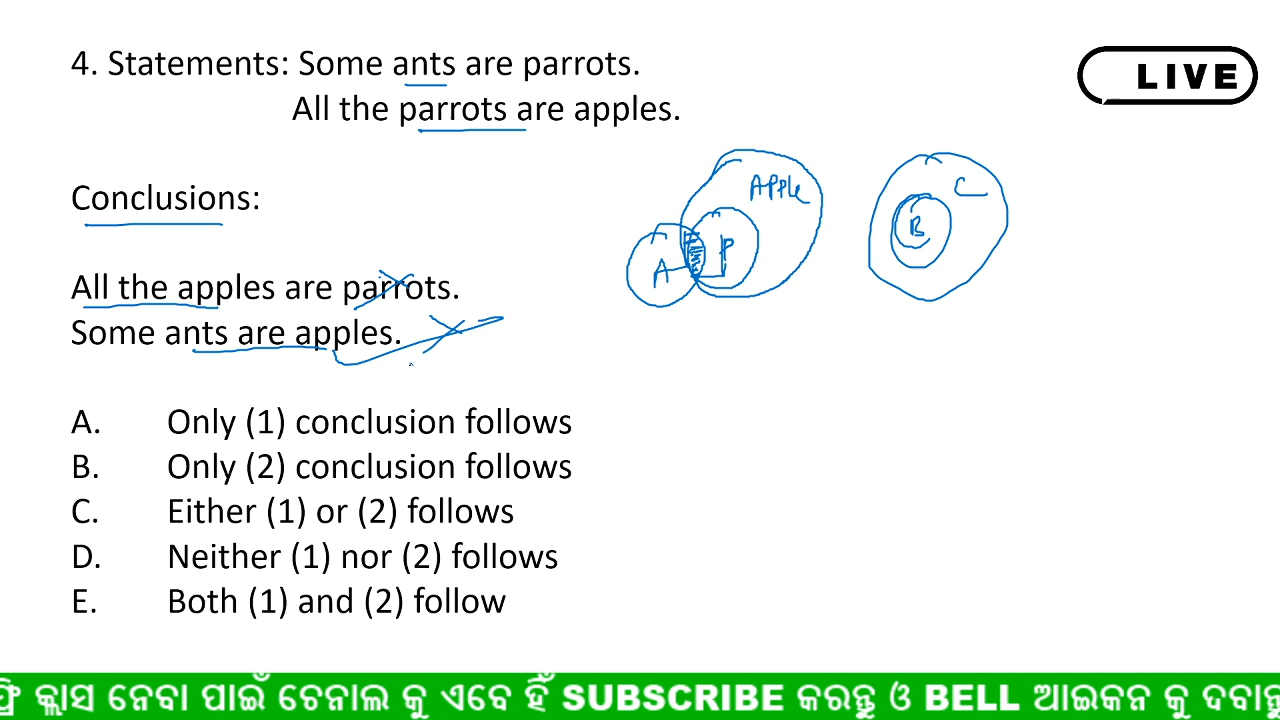 4. Statements: Some ants are parrots.
All the parrots are apples.
LIVE
Conclusions:
Apple
C
B
P
A
All the apples are parrots.
Some ants are apples.
A. Only (1) conclusion follows
B. Only (2) conclusion follows
C. Either (1) or (2) follows
D. Neither (1) nor (2) follows
E. Both (1) and (2) follow
ଫ୍ରି କ୍ଲାସ ନେବା ପାଇଁ ଚେନାଲ କୁ ଏବେ ହିଁ SUBSCRIBE କରନ୍ତୁ ଓ BELL ଆଇକନ କୁ ଦବାନ୍ତୁ